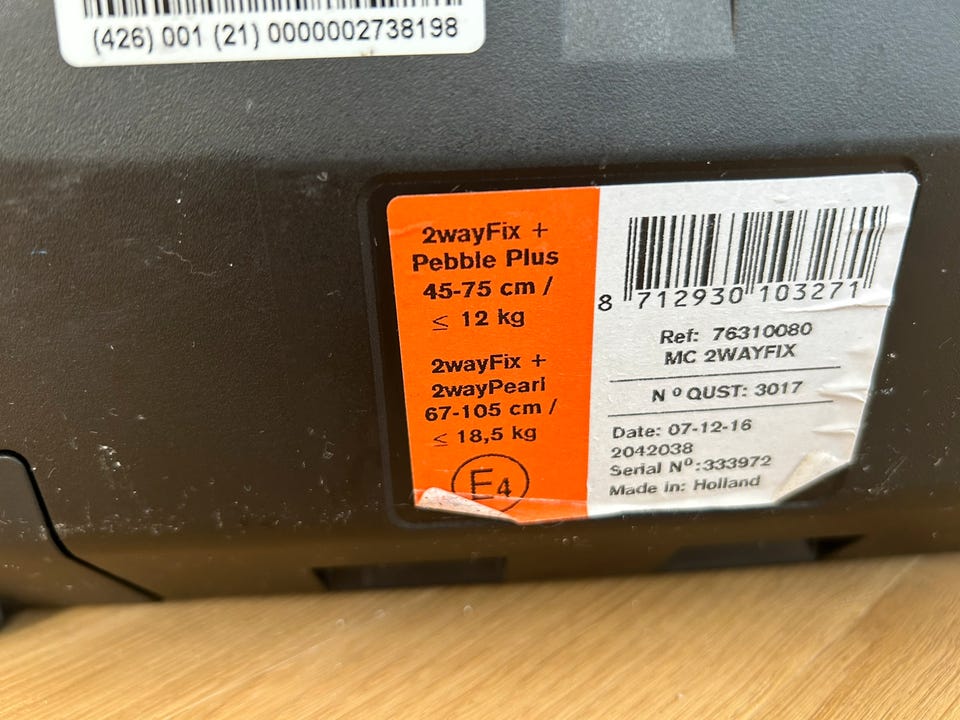 (426) 001 (21) 0000002738198
2wayFix +
Pebble Plus
45-75 cm /
≤ 12 kg
2wayFix +
2wayPearl
67-105 cm /
≤ 18,5 kg
E4
8 712930 103271
Ref: 76310080
MC 2WAYFIX
Nº QUST: 3017
Date: 07-12-16
2042038
Serial Nº:333972
Made in: Holland